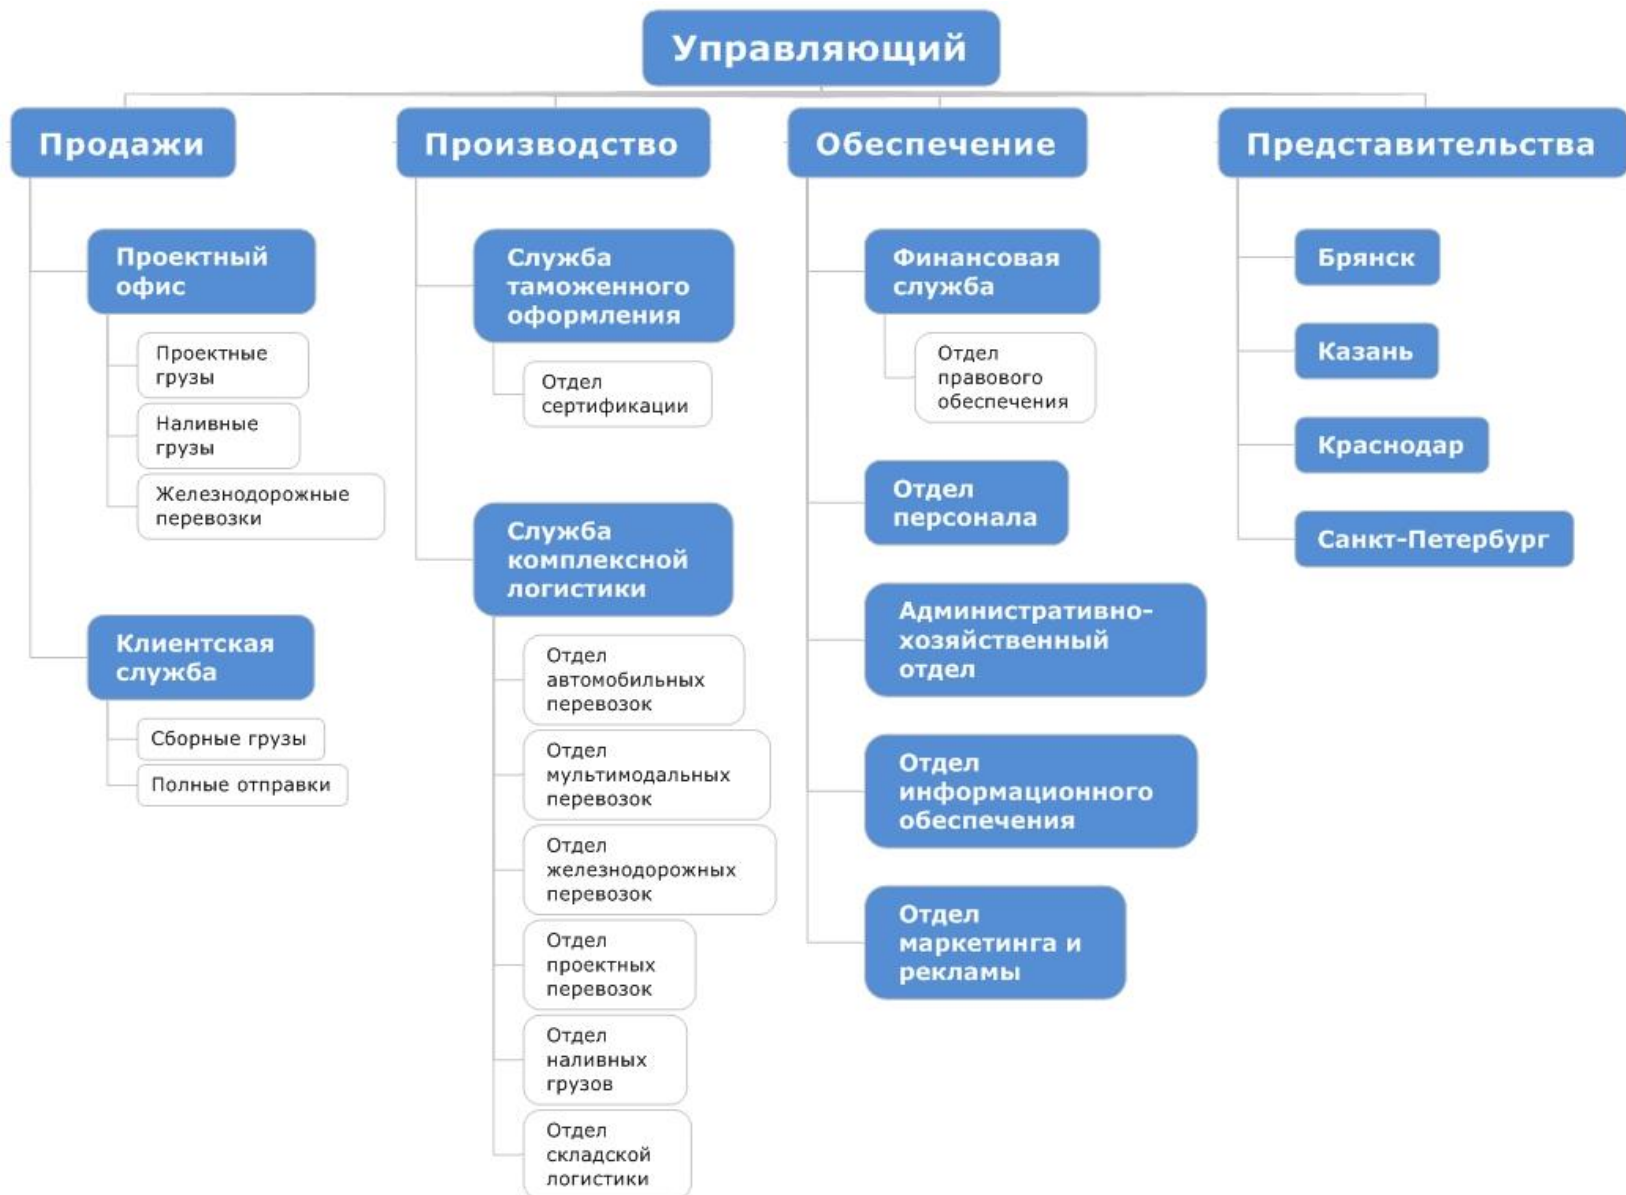 Управляющий
Продажи
Проектный
офис
Проектные
грузы
Наливные
грузы
Железнодорожные
перевозки
Клиентская
служба
Сборные грузы
Полные отправки
Производство
Служба
таможенного
оформления
Отдел
сертификации
Служба
комплексной
логистики
Отдел
автомобильных
перевозок
Отдел
мультимодальных
перевозок
Отдел
железнодорожных
перевозок
Отдел
проектных
перевозок
Отдел
наливных
грузов
Отдел
складской
логистики
Обеспечение
Финансовая
служба
Отдел
правового
обеспечения
Отдел
персонала
Административно-
хозяйственный
отдел
Отдел
информационного
обеспечения
Отдел
маркетинга и
рекламы
Представительства
Брянск
Казань
Краснодар
Санкт-Петербург